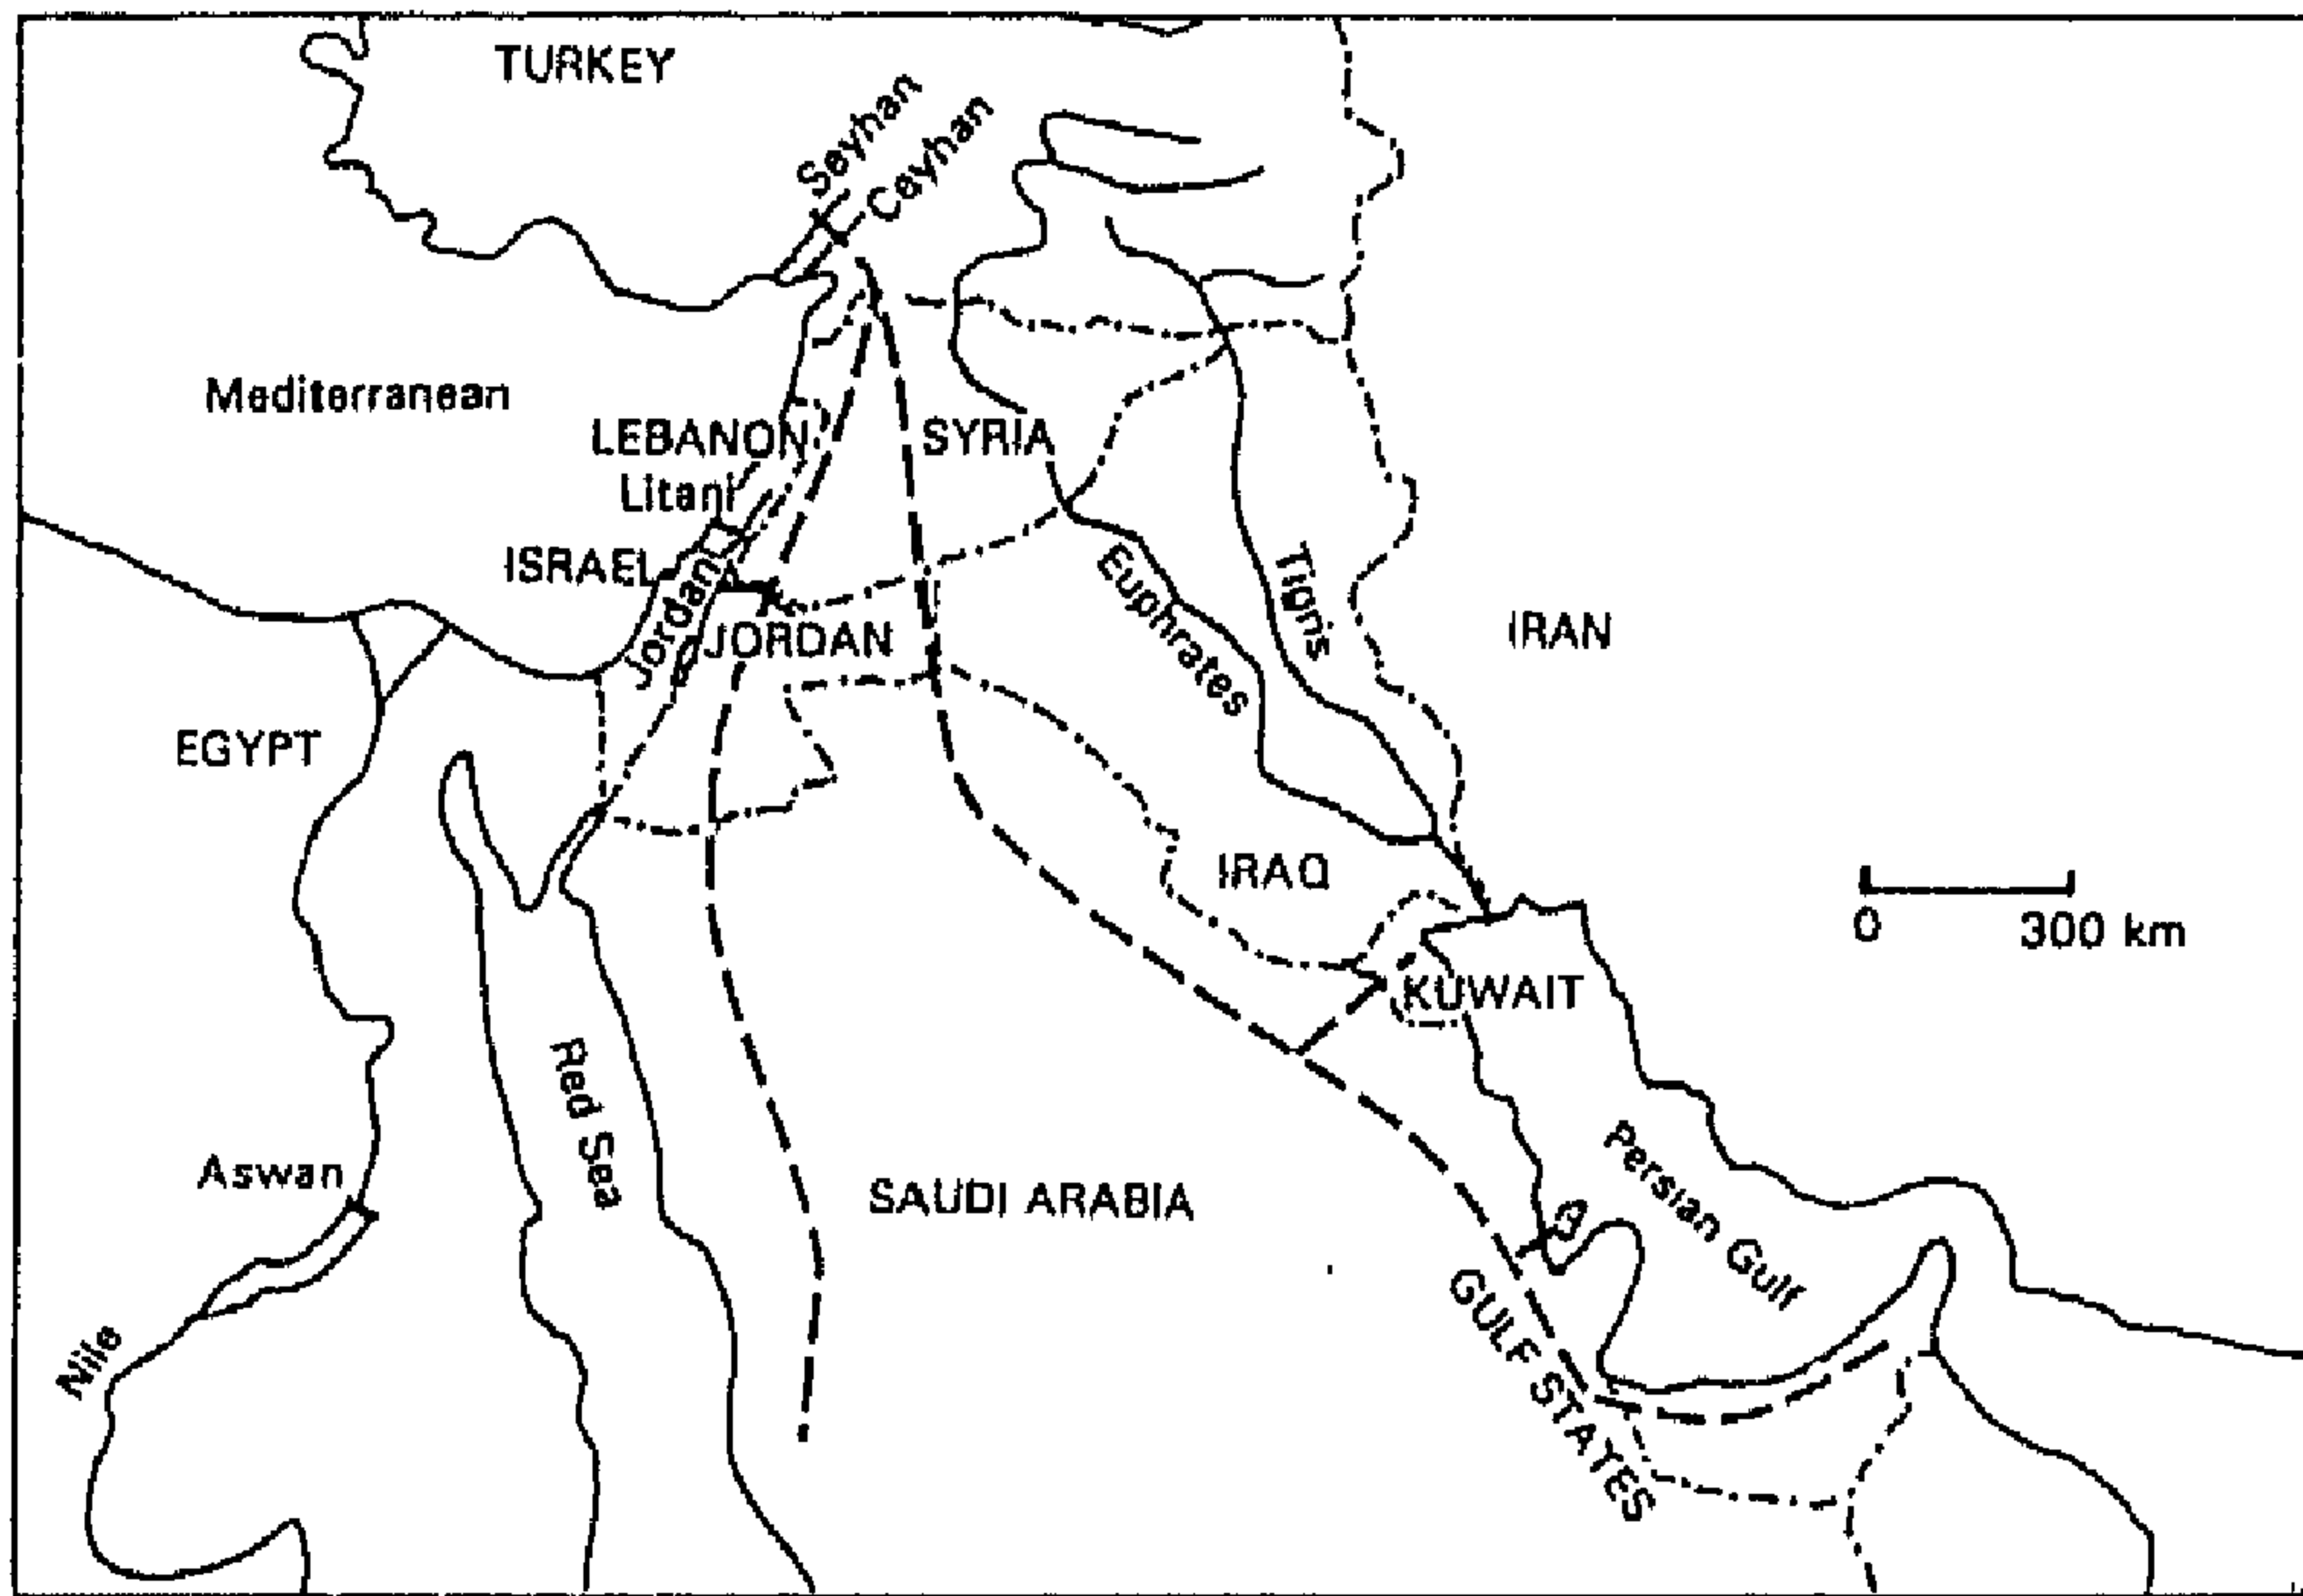 TURKEY
Seyhan
Ceyhan
Mediterranean
LEBANON
SYRIA
Litani
ISRAEL
Jordan
JORDAN
Euphrates
Tigris
IRAN
EGYPT
IRAQ
0
300 km
KUWAIT
Red Sea
Persian Gulf
Aswan
SAUDI ARABIA
GULF STATES
Nile